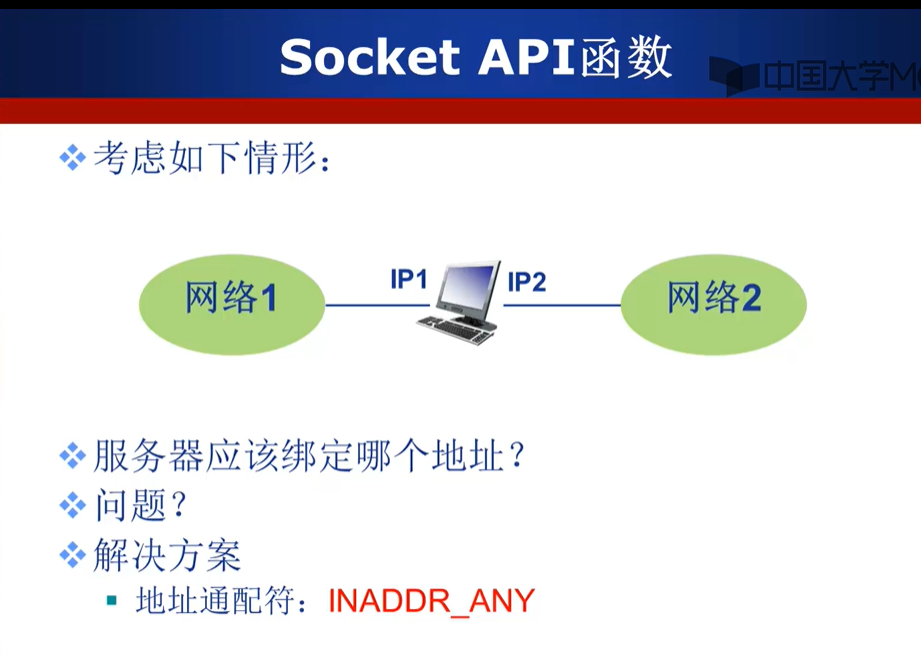 Socket API函数
中国大学M
考虑如下情形：
网络1
IP1
IP2
网络2
服务器应该绑定哪个地址？
问题？
解决方案
地址通配符：INADDR_ANY